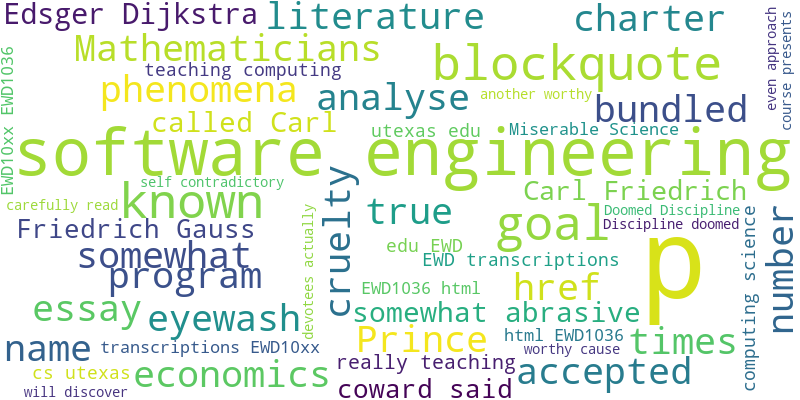 Edsger Dijkstra
literature
charter
Mathematicians
teaching computing
blockquote
even approach
course presents
EWD10xx EWD1036
phenomena
analyse
another worthy
bundled
called Carl
utexas edu
Miserable Science
software engineering
self contradictory
carefully read
known
cruelty
true
goal
Carl Friedrich
Doomed Discipline
Discipline doomed
Friedrich Gauss
somewhat
program
devotees actually
edu EWD
EWD transcriptions
p
computing science
number
essay
eyewash
EWD1036 html
href
somewhat abrasive
name
transcriptions EWD10xx
Prince
html EWD1036
worthy cause
times
cs utexas
economics
really teaching
accepted
will discover
coward said